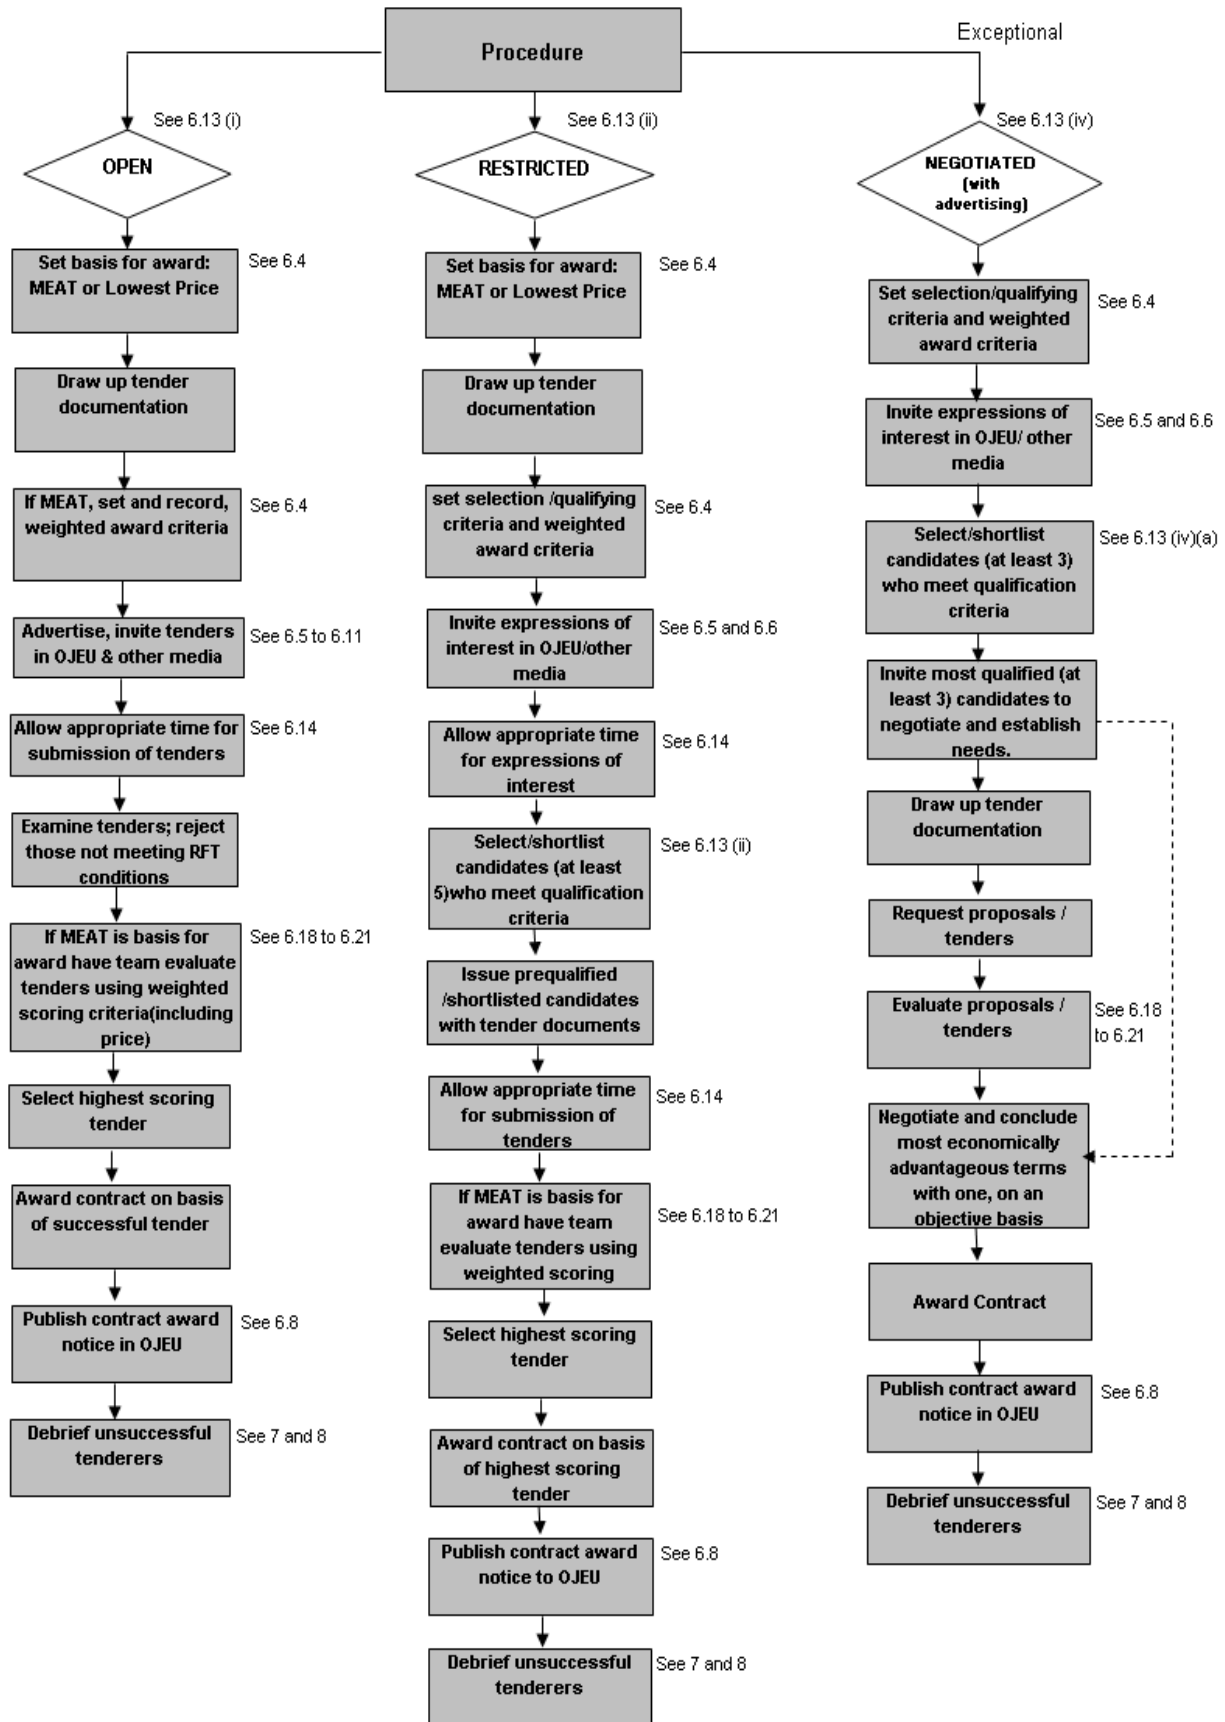 Procedure
Exceptional
See 6.13 (i)
OPEN
Set basis for award:
MEAT or Lowest Price
See 6.4
Draw up tender
documentation
If MEAT, set and record,
weighted award criteria
See 6.4
Advertise, invite tenders
in OJEU & other media
See 6.5 to 6.11
Allow appropriate time for
submission of tenders
See 6.14
Examine tenders; reject
those not meeting RFT
conditions
If MEAT is basis for
award have team evaluate
tenders using weighted
scoring criteria(including
price)
See 6.18 to 6.21
Select highest scoring
tender
Award contract on basis
of successful tender
Publish contract award
notice in OJEU
See 6.8
Debrief unsuccessful
tenderers
See 7 and 8
See 6.13 (ii)
RESTRICTED
Set basis for award:
MEAT or Lowest Price
See 6.4
Draw up tender
documentation
set selection /qualifying
criteria and weighted
award criteria
See 6.4
Invite expressions of
interest in OJEU/other
media
See 6.5 and 6.6
Allow appropriate time
for expressions of
interest
See 6.14
Select/shortlist
candidates (at least
5)who meet qualification
criteria
See 6.13 (ii)
Issue prequalified
/shortlisted candidates
with tender documents
Allow appropriate time
for submission of
tenders
See 6.14
If MEAT is basis for
award have team
evaluate tenders using
weighted scoring
See 6.18 to 6.21
Select highest scoring
tender
Award contract on basis
of highest scoring
tender
Publish contract award
notice to OJEU
See 6.8
Debrief unsuccessful
tenderers
See 7 and 8
See 6.13 (iv)
NEGOTIATED
(with
advertising)
Set selection/qualifying
criteria and weighted
award criteria
See 6.4
Invite expressions of
interest in OJEU/ other
media
See 6.5 and 6.6
Select/shortlist
candidates (at least 3)
who meet qualification
criteria
See 6.13 (iv)(a)
Invite most qualified (at
least 3) candidates to
negotiate and establish
needs.
Draw up tender
documentation
Request proposals /
tenders
Evaluate proposals /
tenders
See 6.18
to 6.21
Negotiate and conclude
most economically
advantageous terms
with one, on an
objective basis
Award Contract
Publish contract award
notice in OJEU
See 6.8
Debrief unsuccessful
tenderers
See 7 and 8